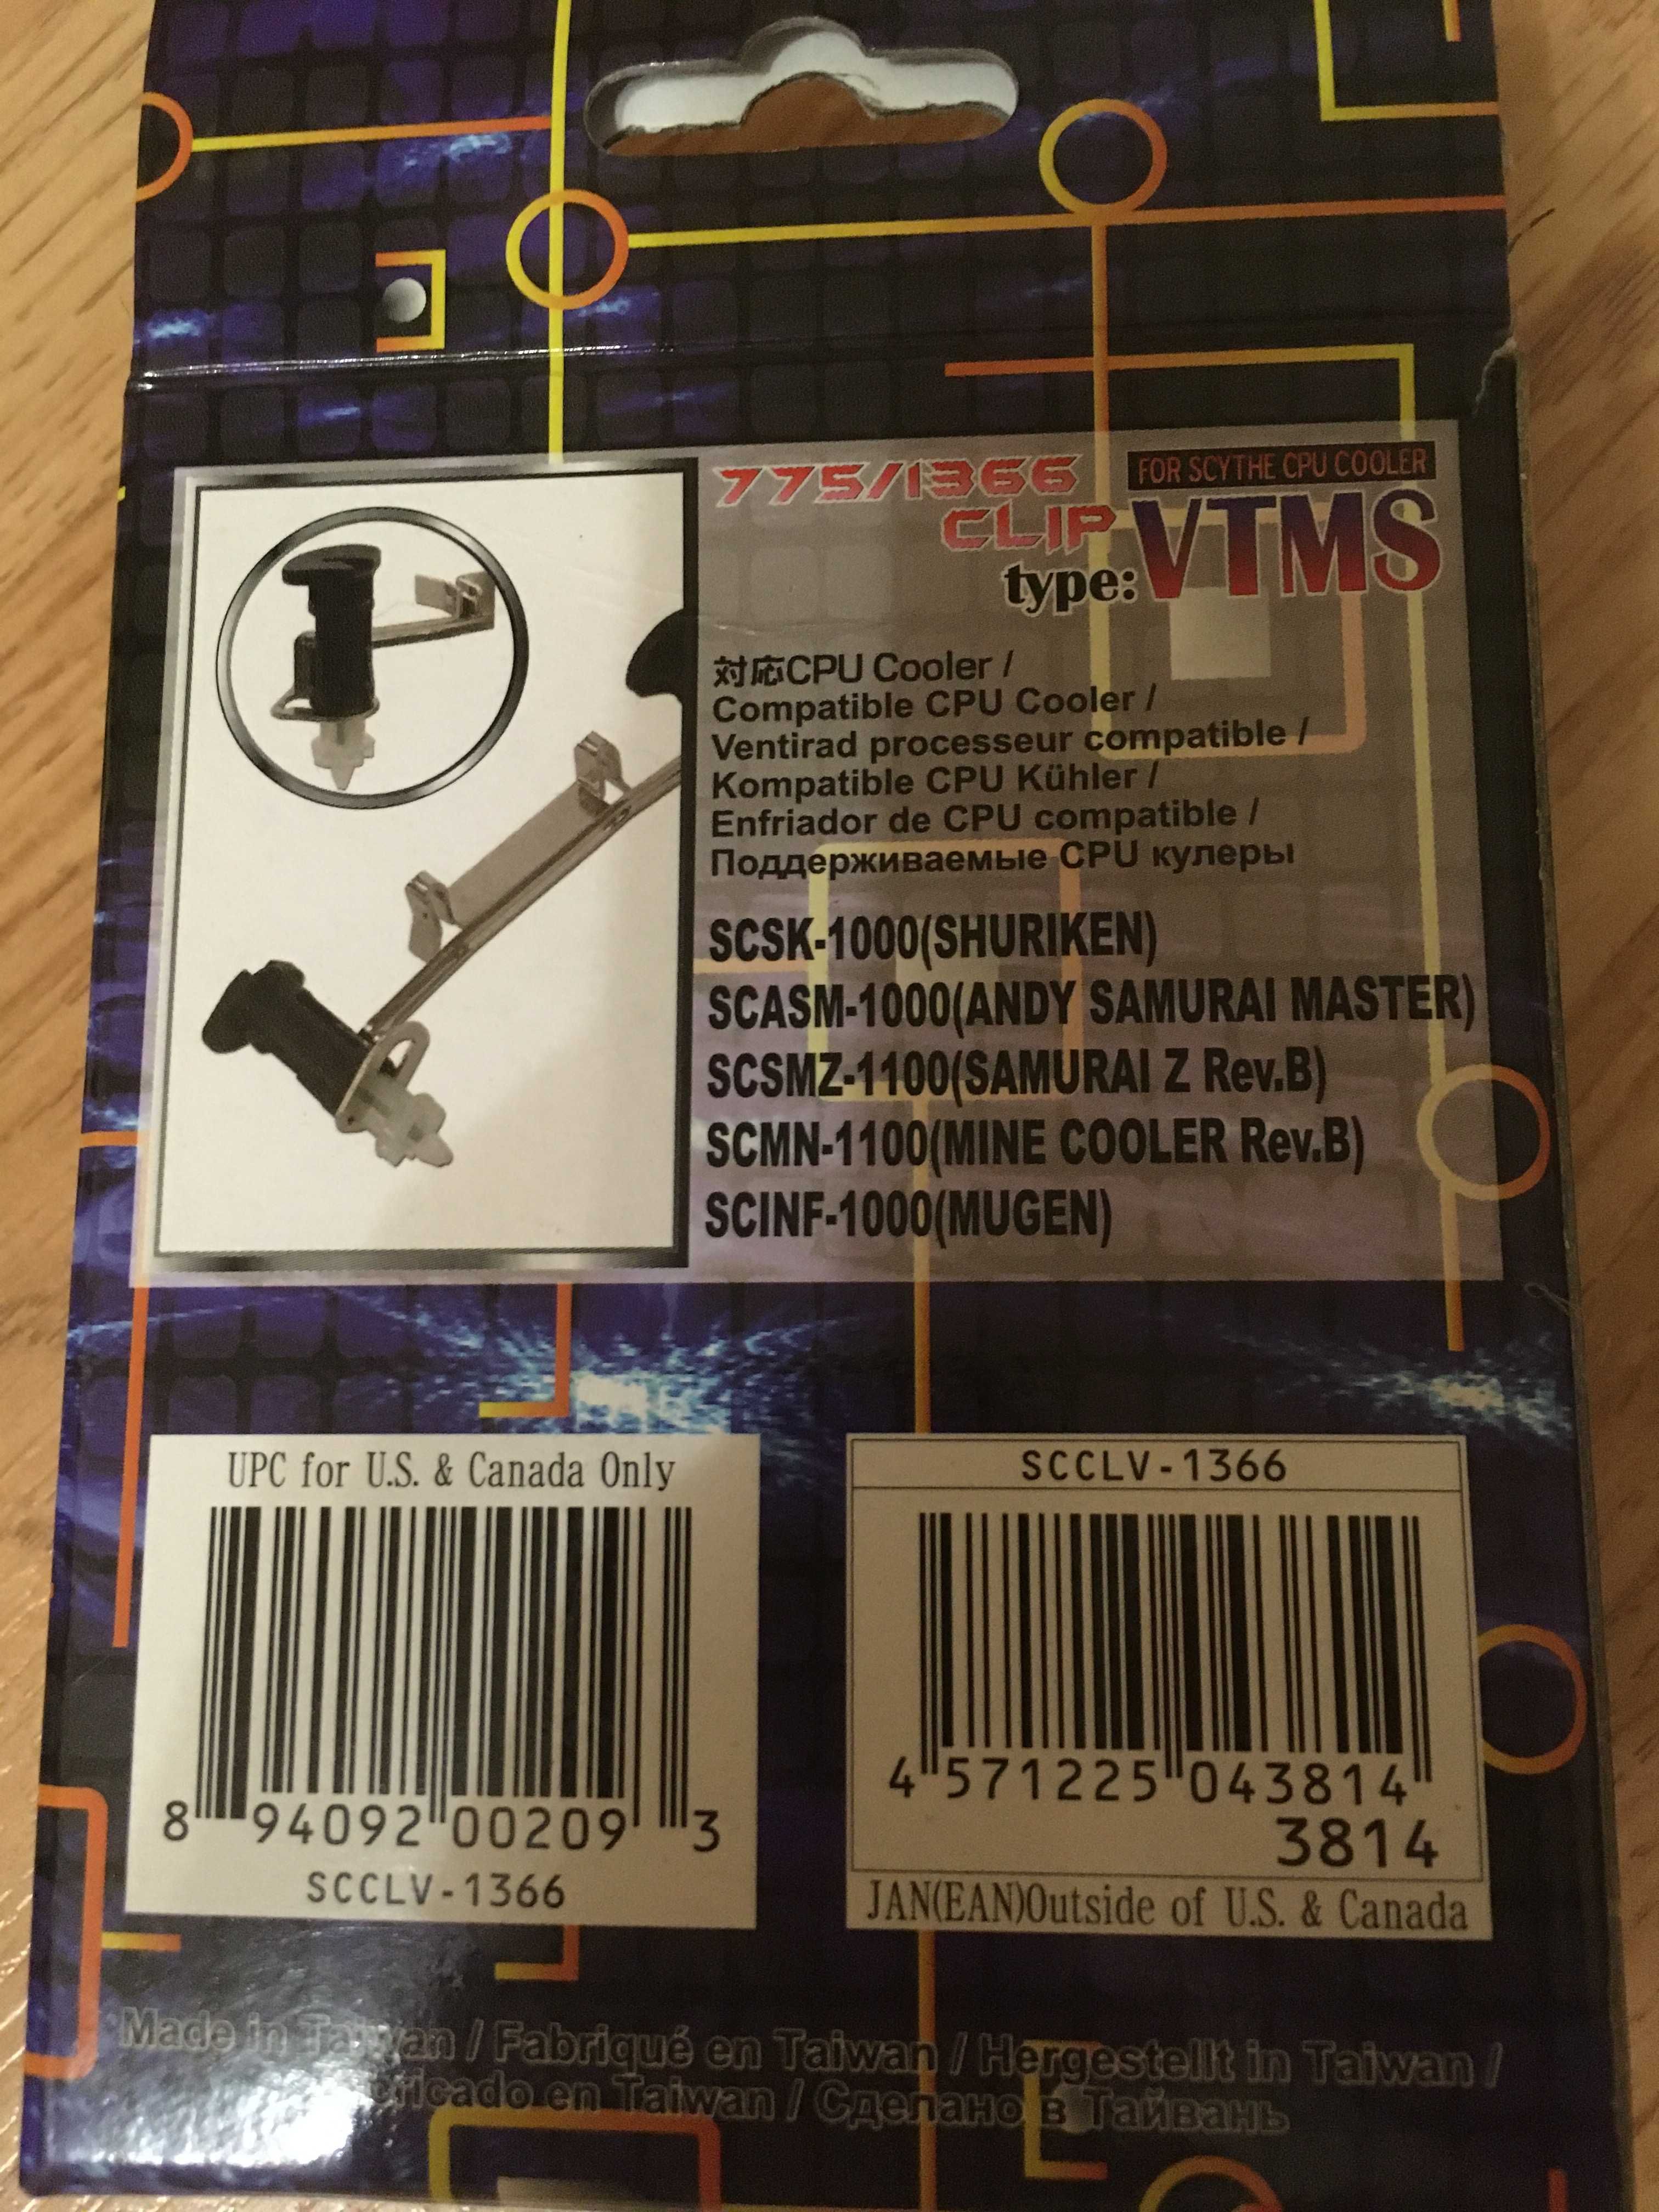 775/1366
CLIP
FOR SCYTHE CPU COOLER
type: VTMS
対応CPU Cooler /
Compatible CPU Cooler /
Ventirad processeur compatible /
Kompatible CPU Kühler /
Enfriador de CPU compatible /
Поддерживаемые CPU кулеры
SCSK-1000(SHURIKEN)
SCASM-1000(ANDY SAMURAI MASTER)
SCSMZ-1100(SAMURAI Z Rev.B)
SCMN-1100(MINE COOLER Rev.B)
SCINF-1000(MUGEN)
UPC for U.S. & Canada Only
8 94092 00209 3
SCCLV-1366
SCCLV-1366
4 571225 043814
3814
JAN(EAN)Outside of U.S. & Canada
Made in Taiwan / Fabriqué en Taiwan / Hergestellt in Taiwan /
en Taiwan / Сделано в Тайвань